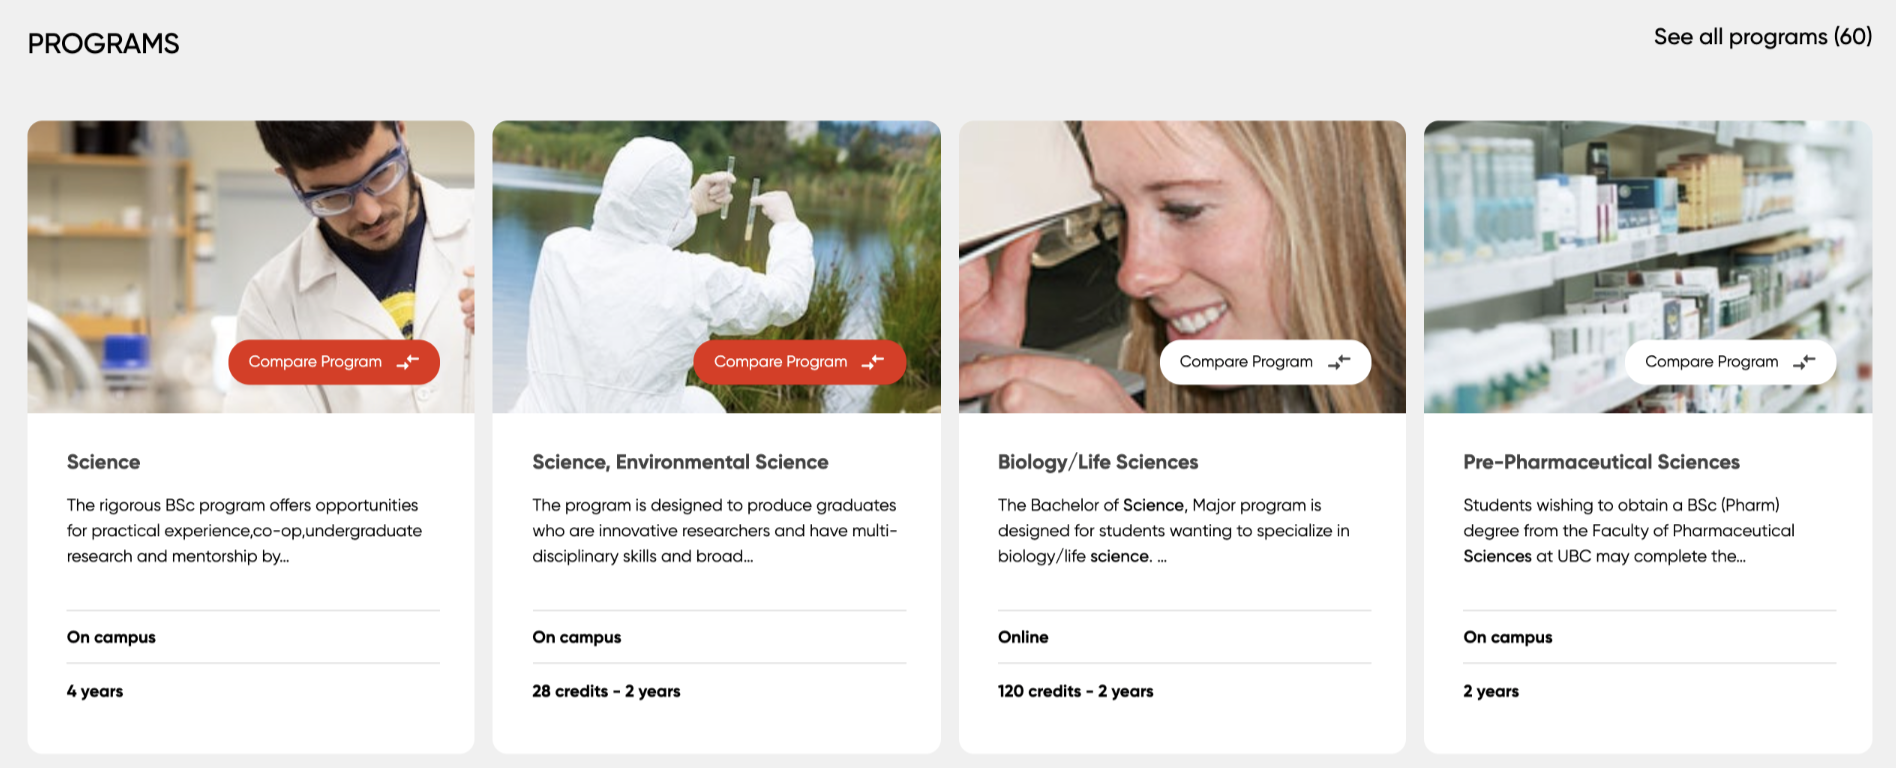 PROGRAMS
See all programs (60)
Compare Program
Compare Program
Compare Program
Compare Program
Science
The rigorous BSc program offers opportunities
for practical experience,co-op,undergraduate
research and mentorship by...
On campus
4 years
Science, Environmental Science
The program is designed to produce graduates
who are innovative researchers and have multi-
disciplinary skills and broad...
On campus
28 credits - 2 years
Biology/Life Sciences
The Bachelor of Science, Major program is
designed for students wanting to specialize in
biology/life science. ...
Online
120 credits - 2 years
Pre-Pharmaceutical Sciences
Students wishing to obtain a BSc (Pharm)
degree from the Faculty of Pharmaceutical
Sciences at UBC may complete the...
On campus
2 years